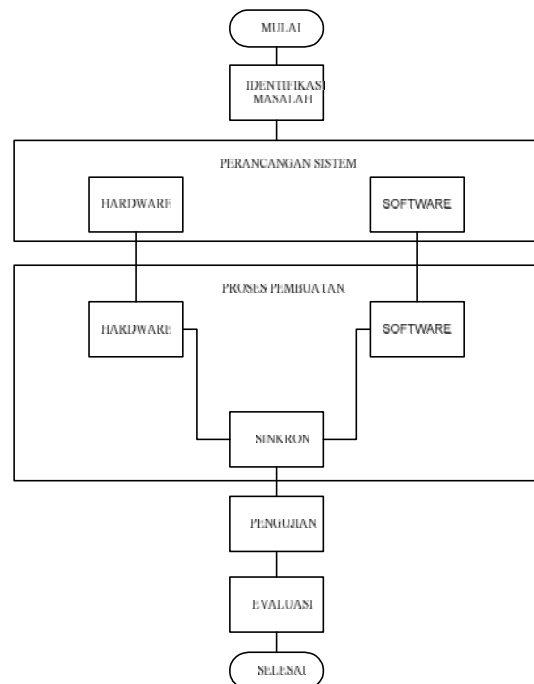 MULAI
IDENTIFIKASI
MASALAH
PERANCANGAN SISTEM
HARDWARE
SOFTWARE
PROSES PEMBUATAN
HARDWARE
SOFTWARE
SINKRON
PENGUJIAN
EVALUASI
SELESAI